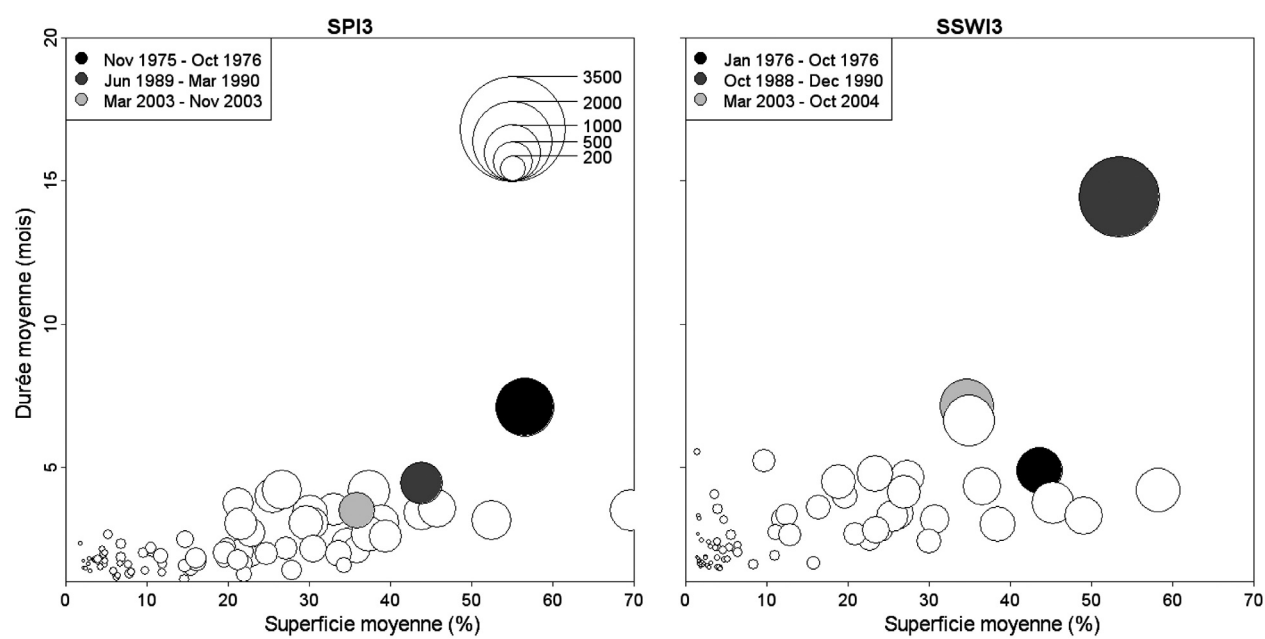 SPI3
SSWI3
Nov 1975 - Oct 1976
Jun 1989 - Mar 1990
Mar 2003 - Nov 2003
3500
2000
1000
500
200
Jan 1976 - Oct 1976
Oct 1988 - Dec 1990
Mar 2003 - Oct 2004
Durée moyenne (mois)
20
15
10
5
0 10 20 30 40 50 60 70
0 10 20 30 40 50 60 70
Superficie moyenne (%)
Superficie moyenne (%)